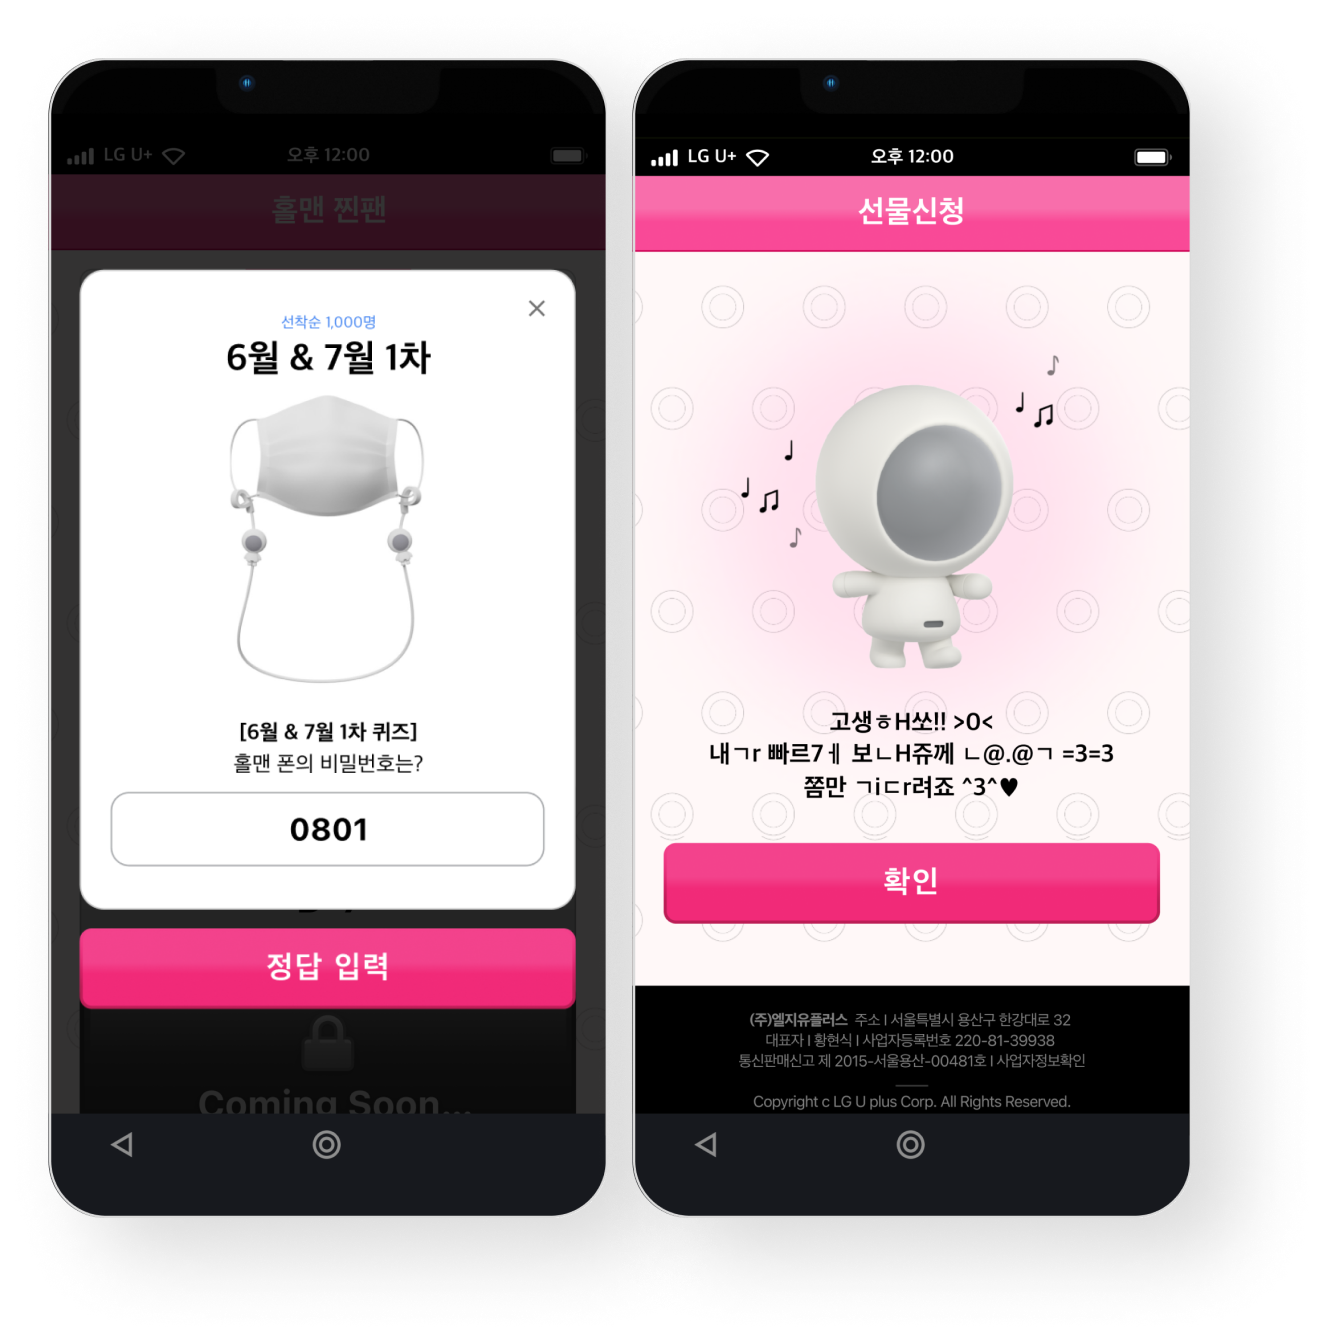 LG U+
오후 12:00
홀맨 찐팬
선착순 1,000명
6월 & 7월 1차
[6월 & 7월 1차 퀴즈]
홀맨 폰의 비밀번호는?
0801
정답 입력
Coming Soon...
LG U+
오후 12:00
선물신청
고생ㅎH쏘!! >0<
내ㄱr 빠르7ㅔ 보ㄴH쥬께 ㄴ@.@ㄱ =3=3
쫌만 ㄱiㄷr려죠 ^3^♥
확인
(주)엘지유플러스 주소 I 서울특별시 용산구 한강대로 32
대표자 I 황현식 I 사업자등록번호 220-81-39938
통신판매신고 제 2015-서울용산-00481호 I 사업자정보확인
Copyright c LG U plus Corp. All Rights Reserved.